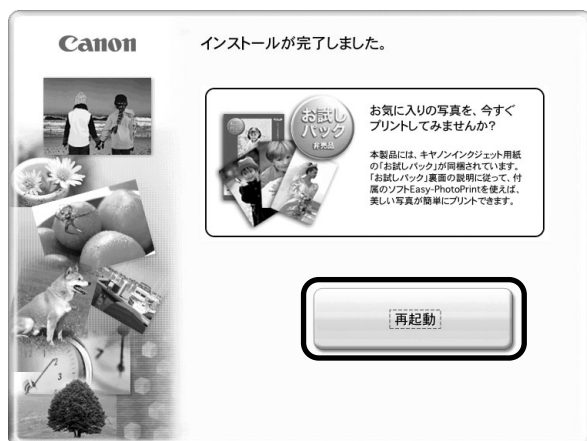 Canon
インストールが完了しました。
お試し
パック
非売品
お気に入りの写真を、今すぐ
プリントしてみませんか?
本製品には、キヤノンインクジェット用紙
の「お試しパック」が同梱されています。
「お試しパック」裏面の説明に従って、付
属のソフトEasy-PhotoPrintを使えば、
美しい写真が簡単にプリントできます。
再起動